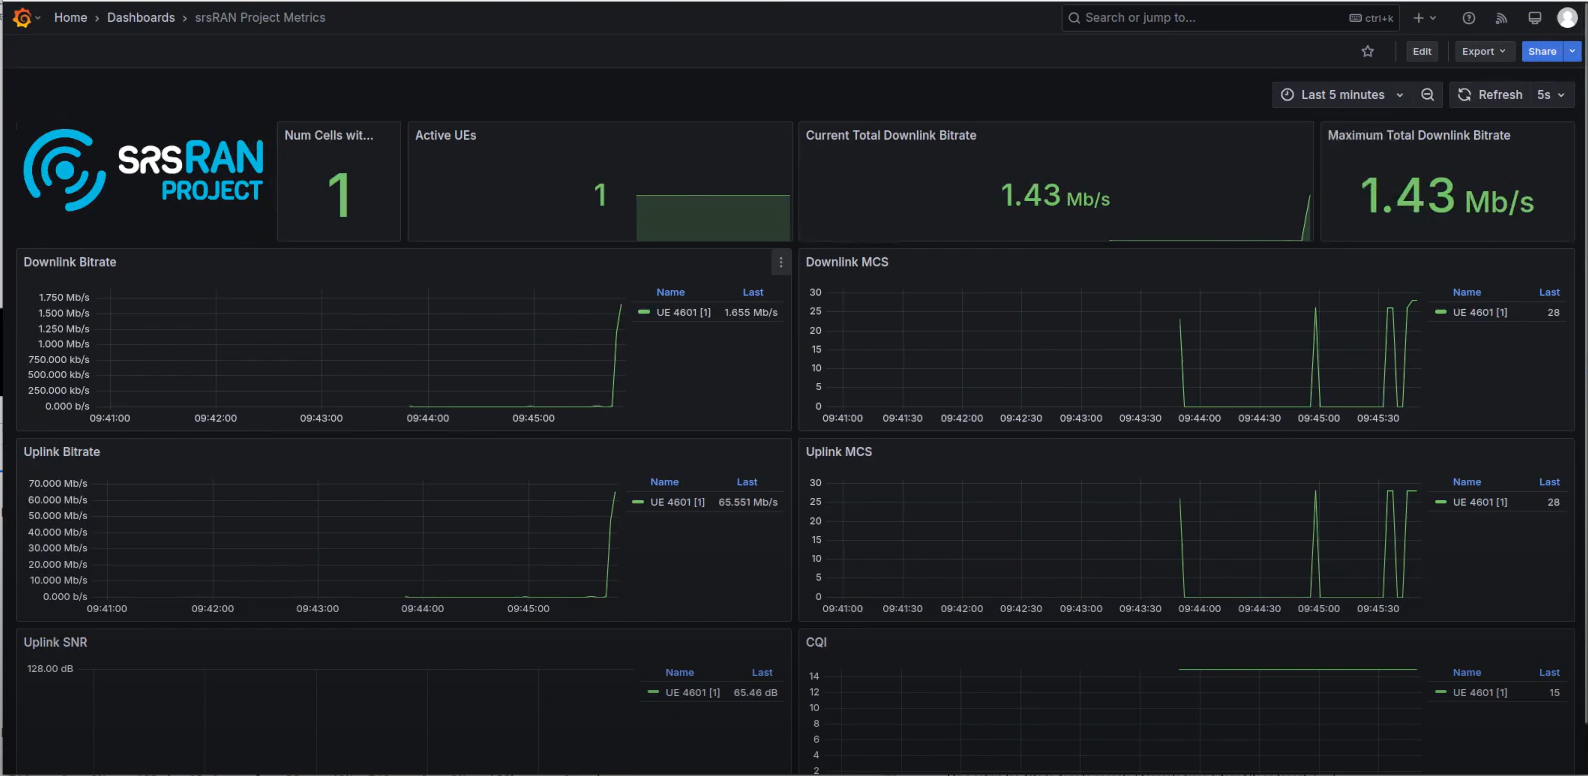 Home › Dashboards › srsRAN Project Metrics
Search or jump to... ctrl+k
Edit Export Share
Last 5 minutes Refresh 5s
srsRAN
PROJECT
Num Cells wit...
1
Active UEs
1
Current Total Downlink Bitrate
1.43 Mb/s
Maximum Total Downlink Bitrate
1.43 Mb/s
Downlink Bitrate
1.750 Mb/s
1.500 Mb/s
1.250 Mb/s
1.000 Mb/s
750.000 kb/s
500.000 kb/s
250.000 kb/s
0.000 b/s
09:41:00 09:42:00 09:43:00 09:44:00 09:45:00
Name Last
UE 4601 [1] 1.655 Mb/s
Downlink MCS
30
25
20
15
10
5
0
09:41:00 09:41:30 09:42:00 09:42:30 09:43:00 09:43:30 09:44:00 09:44:30 09:45:00 09:45:30
Name Last
UE 4601 [1] 28
Uplink Bitrate
70.000 Mb/s
60.000 Mb/s
50.000 Mb/s
40.000 Mb/s
30.000 Mb/s
20.000 Mb/s
10.000 Mb/s
0.000 b/s
09:41:00 09:42:00 09:43:00 09:44:00 09:45:00
Name Last
UE 4601 [1] 65.551 Mb/s
Uplink MCS
30
25
20
15
10
5
0
09:41:00 09:41:30 09:42:00 09:42:30 09:43:00 09:43:30 09:44:00 09:44:30 09:45:00 09:45:30
Name Last
UE 4601 [1] 28
Uplink SNR
128.00 dB
Name Last
UE 4601 [1] 65.46 dB
CQI
14
12
10
8
6
4
2
Name Last
UE 4601 [1] 15